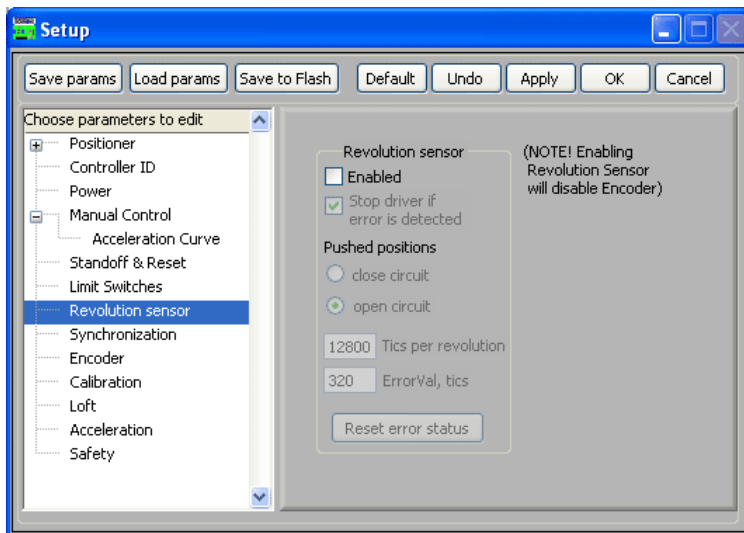 Setup
Save params Load params Save to Flash Default Undo Apply OK Cancel
Choose parameters to edit
Positioner
Controller ID
Power
Manual Control
Acceleration Curve
Standoff & Reset
Limit Switches
Revolution sensor
Synchronization
Encoder
Calibration
Loft
Acceleration
Safety
Revolution sensor
Enabled
Stop driver if
error is detected
Pushed positions
close circuit
open circuit
12800 Tics per revolution
320 ErrorVal, tics
Reset error status
(NOTE! Enabling
Revolution Sensor
will disable Encoder)